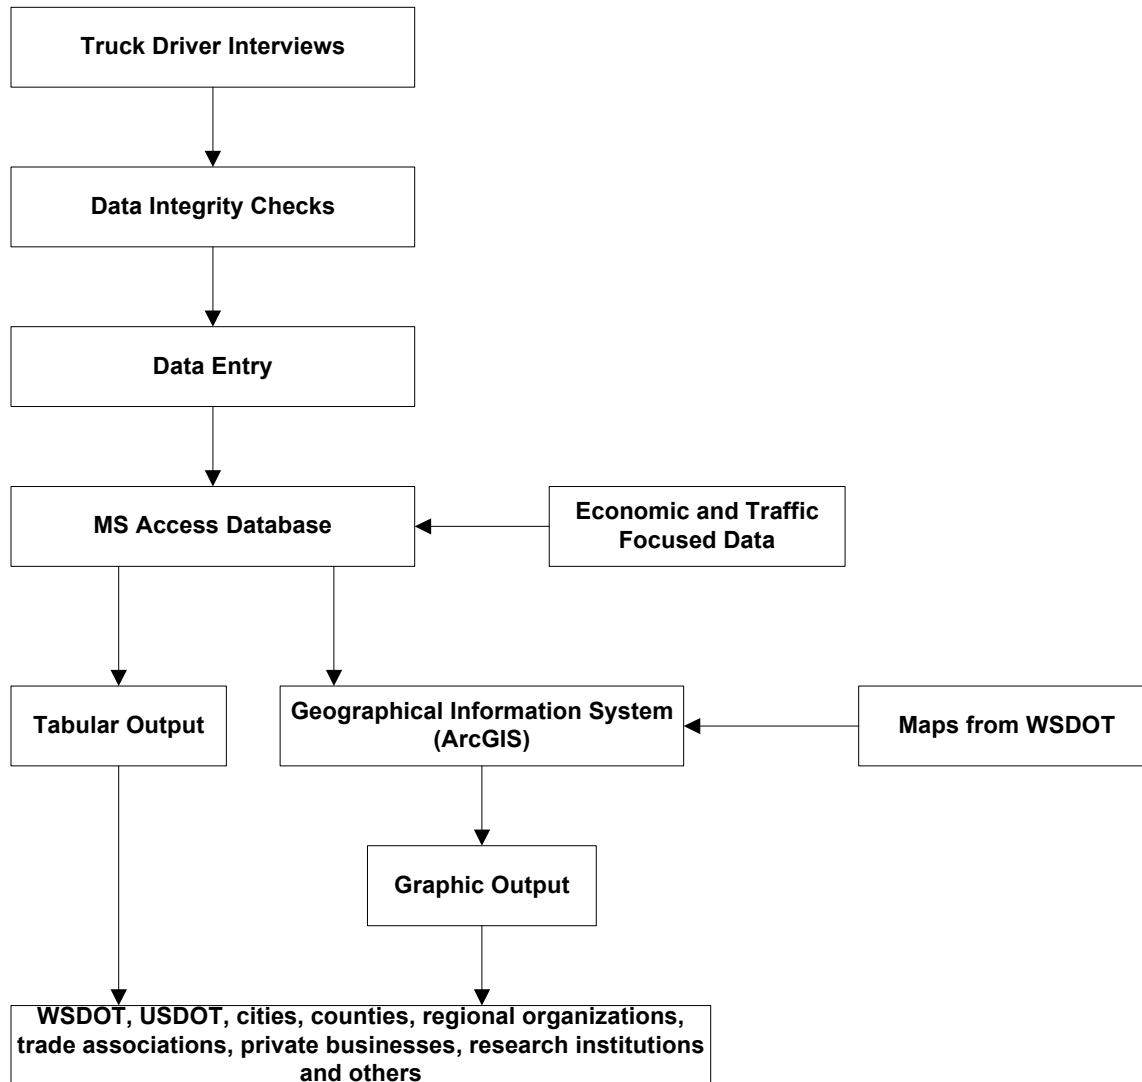 Truck Driver Interviews
Data Integrity Checks
Data Entry
MS Access Database
Economic and Traffic
Focused Data
Tabular Output
Geographical Information System
(ArcGIS)
Maps from WSDOT
Graphic Output
WSDOT, USDOT, cities, counties, regional organizations,
trade associations, private businesses, research institutions
and others